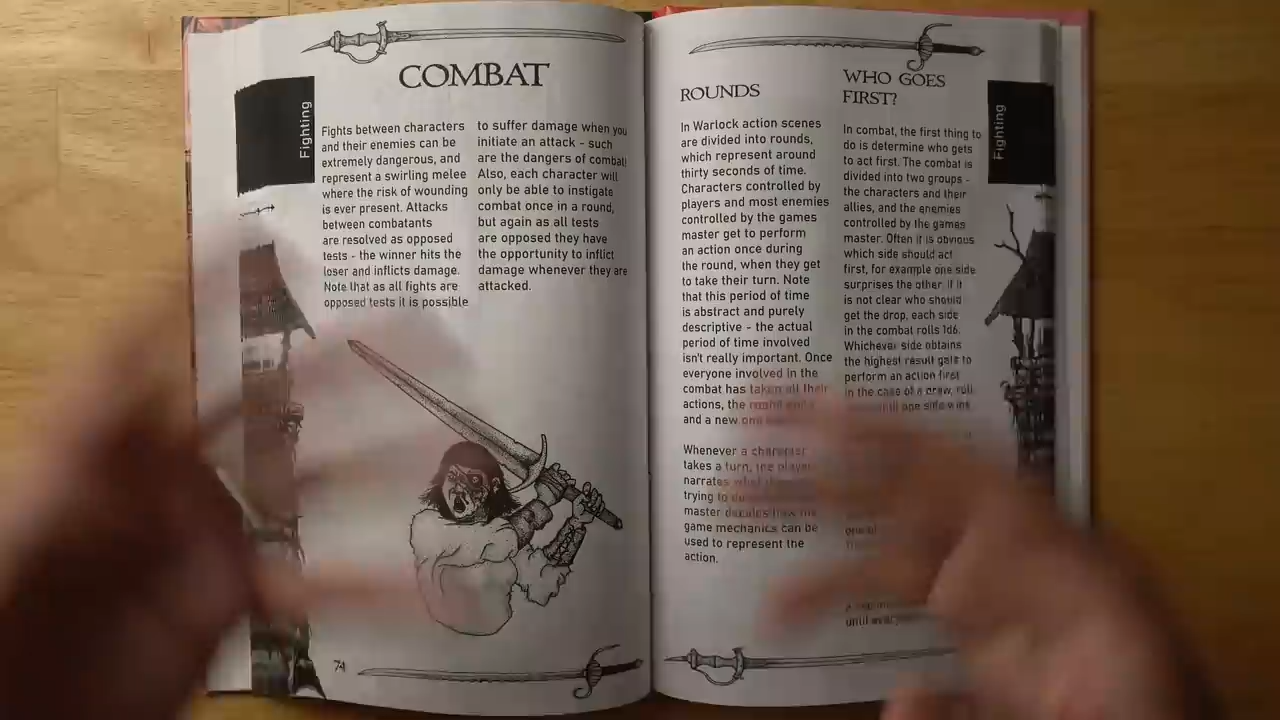 COMBAT
Fighting
Fights between characters
and their enemies can be
extremely dangerous, and
represent a swirling melee
where the risk of wounding
is ever present. Attacks
between combatants
are resolved as opposed
tests - the winner hits the
loser and inflicts damage.
Note that as all fights are
opposed tests it is possible
to suffer damage when you
initiate an attack - such
are the dangers of combat!
Also, each character will
only be able to instigate
combat once in a round,
but again as all tests
are opposed they have
the opportunity to inflict
damage whenever they are
attacked.
74
ROUNDS
In Warlock action scenes
are divided into rounds,
which represent around
thirty seconds of time.
Characters controlled by
players and most enemies
controlled by the games
master get to perform
an action once during
the round, when they get
to take their turn. Note
that this period of time
is abstract and purely
descriptive - the actual
period of time involved
isn't really important. Once
everyone involved in the
combat has taken all their
actions, the round
and a new
Whenever a character
takes a turn, the player
narrates
trying to
master decides how the
game mechanics can be
used to represent the
action.
WHO GOES
FIRST?
In combat, the first thing to
do is determine who gets
to act first. The combat is
divided into two groups -
the characters and their
allies, and the enemies
controlled by the games
master. Often it is obvious
which side should act
first, for example one side
surprises the other. If it
is not clear who should
get the drop, each side
in the combat rolls 1d6.
Whichever side obtains
the highest result gets to
perform an action first
in the case of a draw, roll
one side wins
one of
until
Fighting